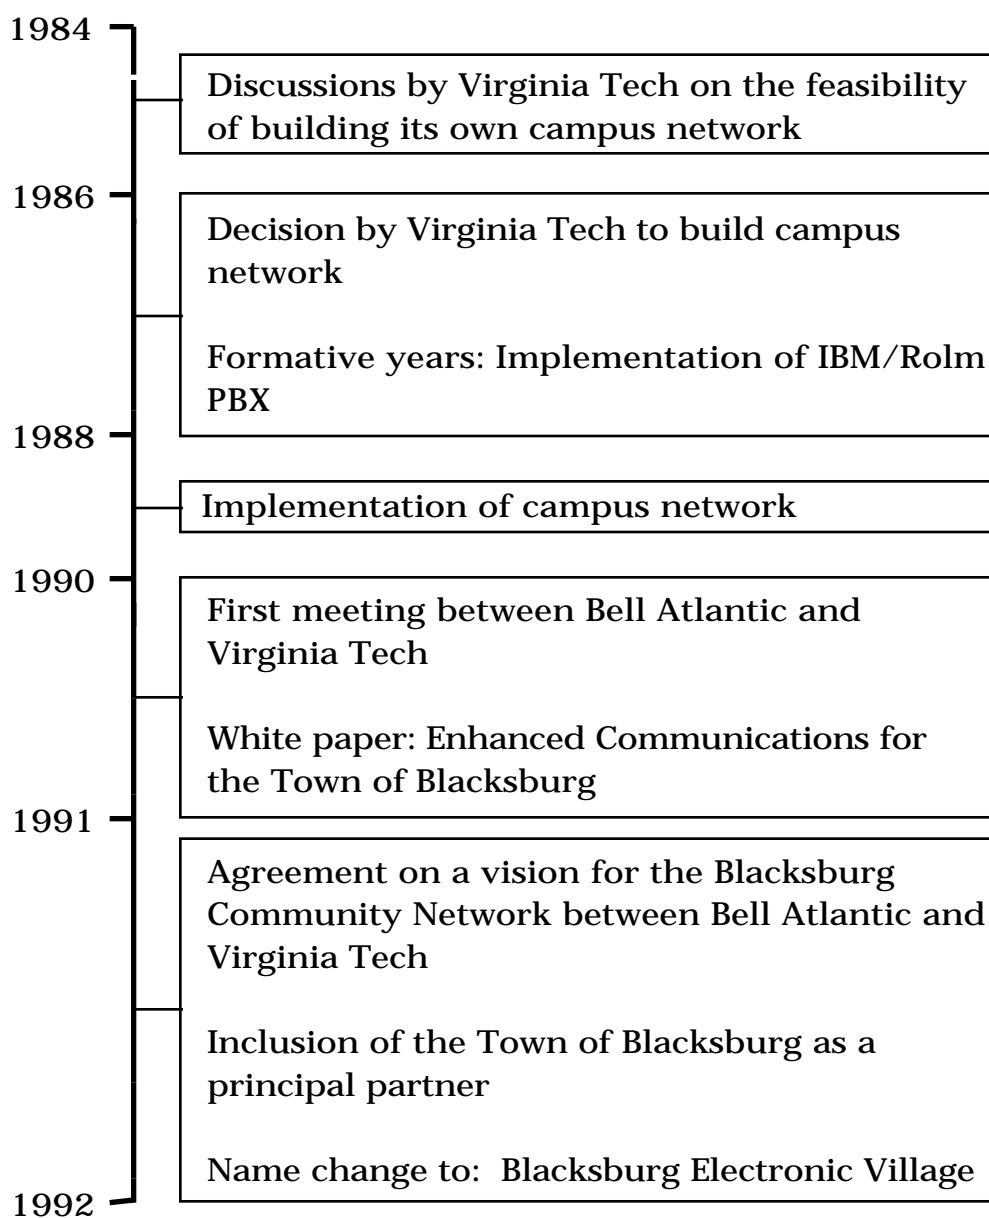 1984
Discussions by Virginia Tech on the feasibility
of building its own campus network
1986
Decision by Virginia Tech to build campus
network
Formative years: Implementation of IBM/Rolm
PBX
1988
Implementation of campus network
1990
First meeting between Bell Atlantic and
Virginia Tech
White paper: Enhanced Communications for
the Town of Blacksburg
1991
Agreement on a vision for the Blacksburg
Community Network between Bell Atlantic and
Virginia Tech
Inclusion of the Town of Blacksburg as a
principal partner
Name change to:  Blacksburg Electronic Village
1992